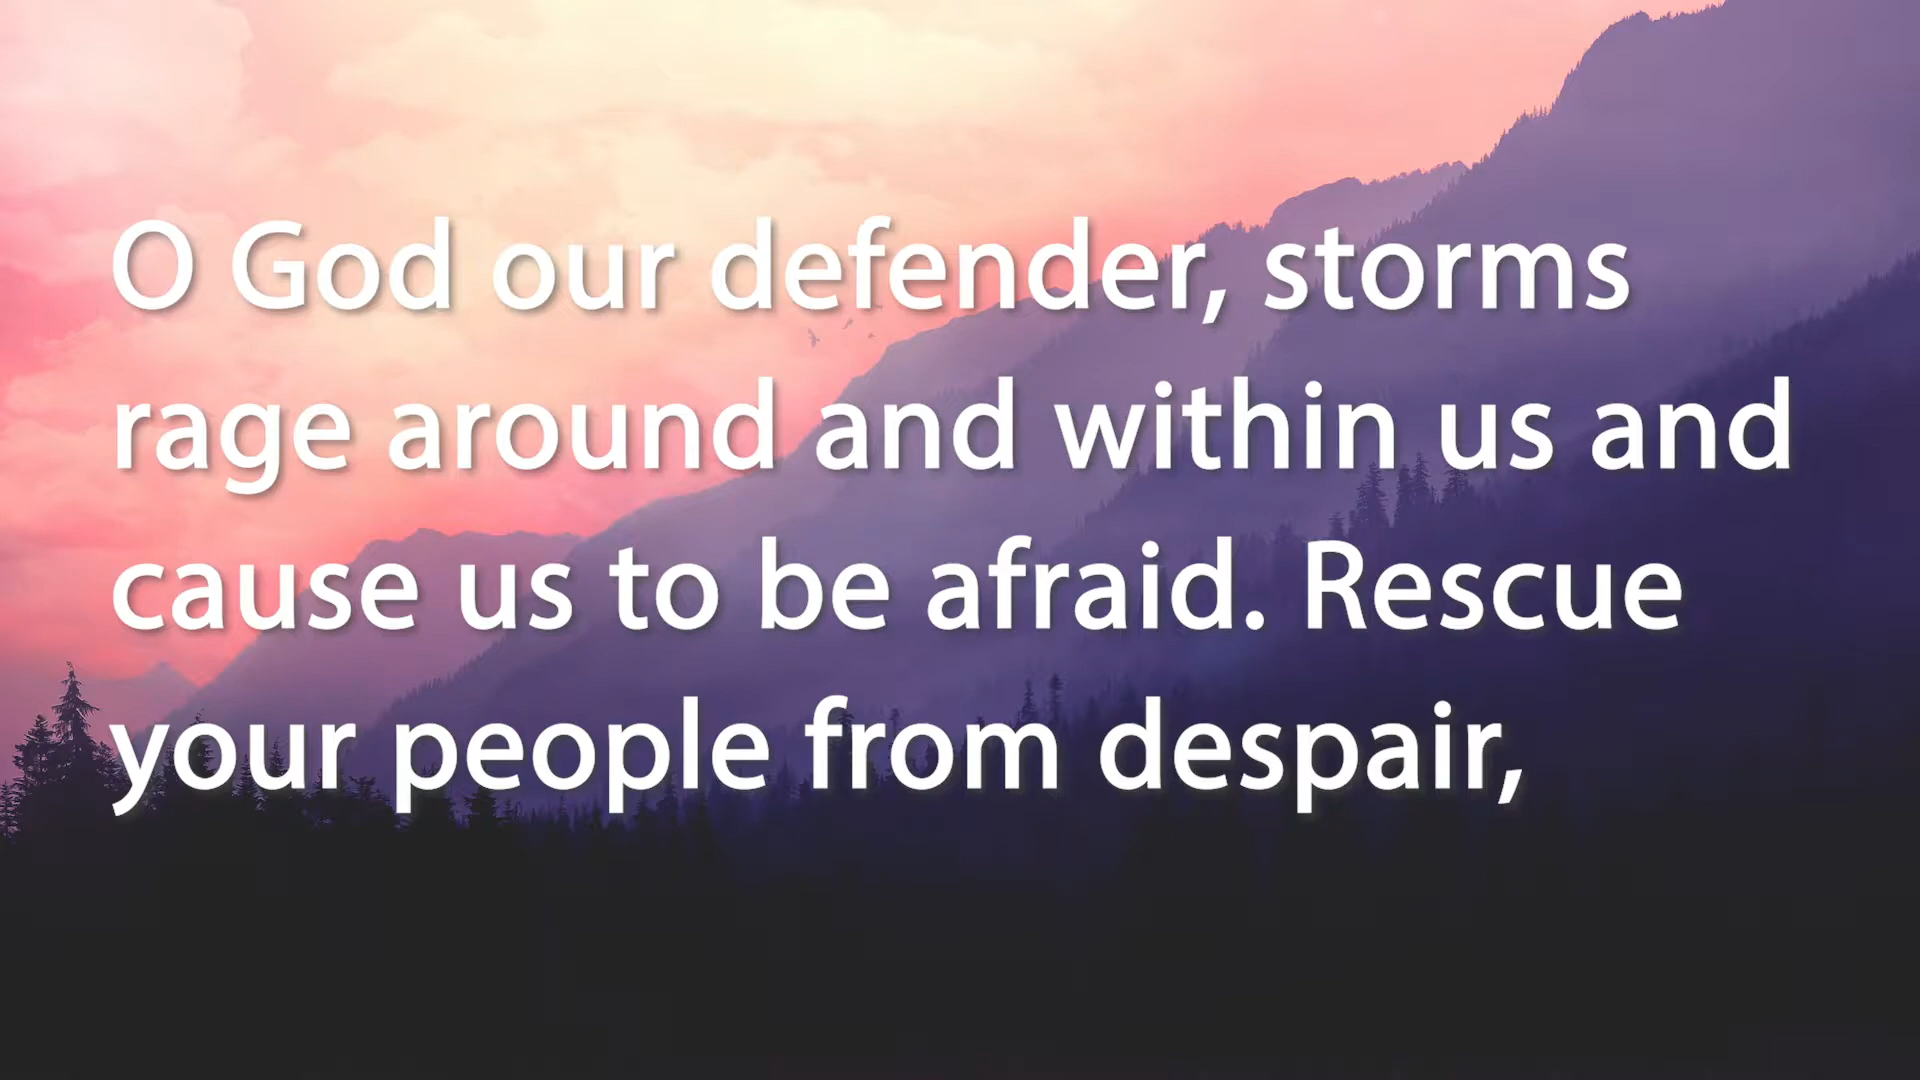 O God our defender, storms
rage around and within us and
cause us to be afraid. Rescue
your people from despair,